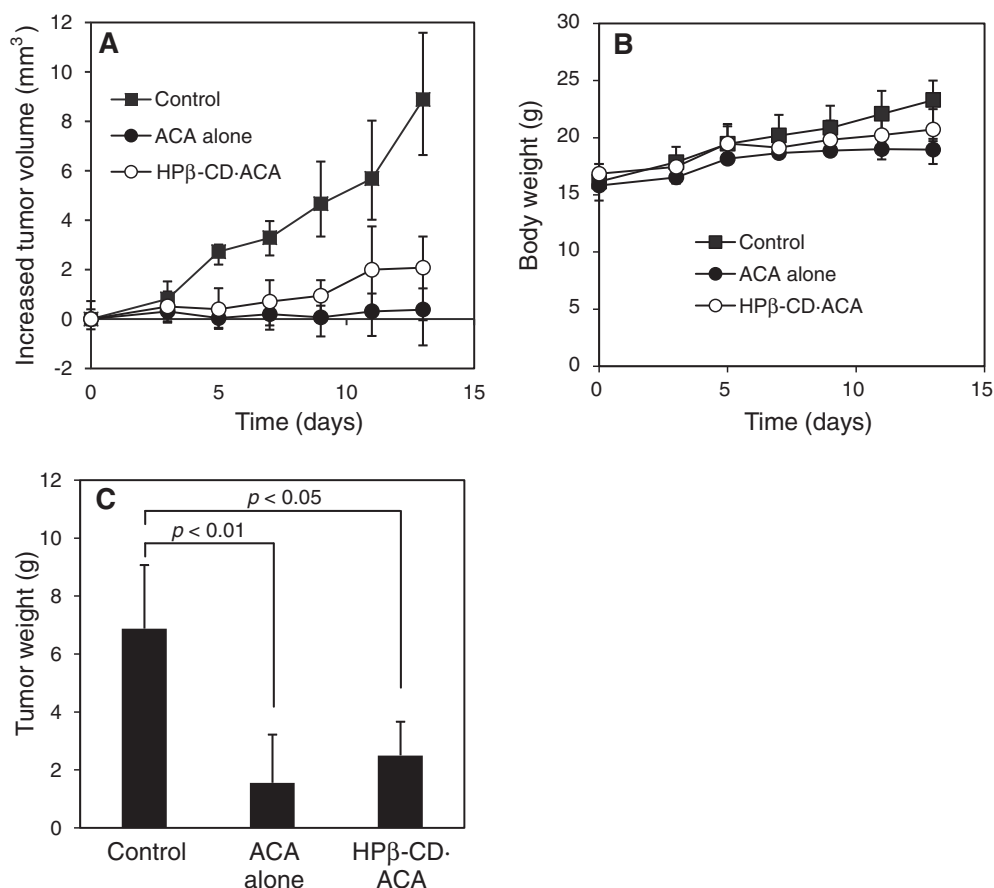 A
Increased tumor volume (mm³)
12
10
8
6
4
2
0
-2
Control
ACA alone
HPβ-CD·ACA
0
5
10
15
Time (days)
B
Body weight (g)
30
25
20
15
10
5
0
Control
ACA alone
HPβ-CD·ACA
0
5
10
15
Time (days)
C
Tumor weight (g)
12
10
8
6
4
2
0
p < 0.05
p < 0.01
Control
ACA
alone
HPβ-CD·
ACA